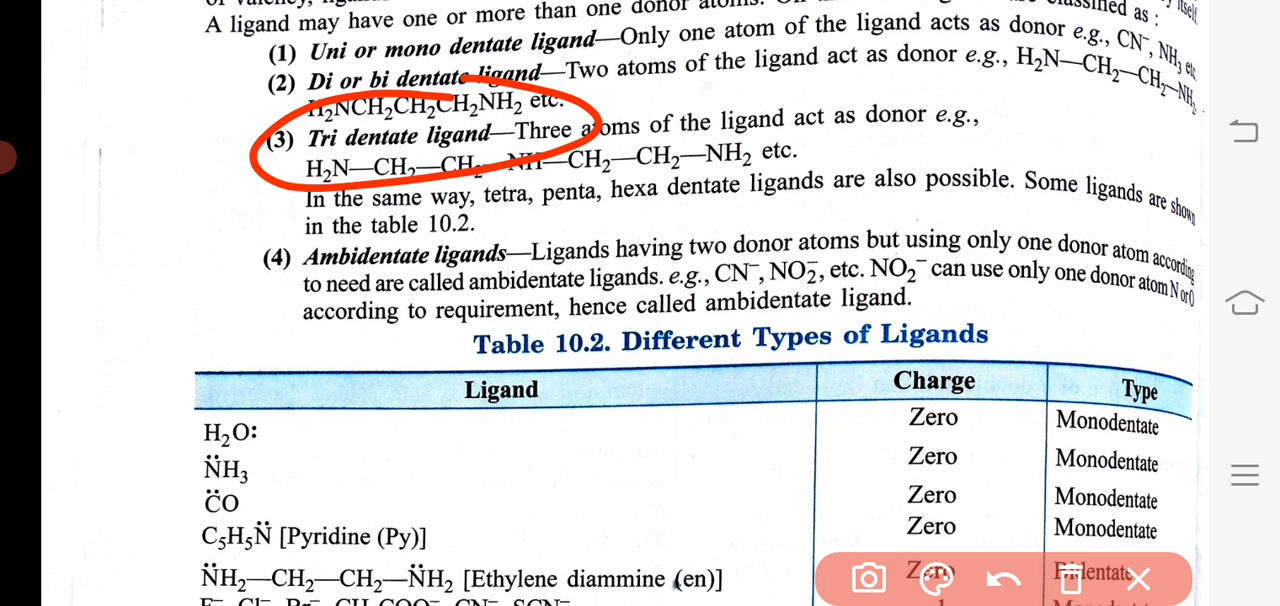 A ligand may have one or more than one donor
(1) Uni or mono dentate ligand—Only one atom of the ligand acts as donor e.g., CN⁻, NH₃ etc
(2) Di or bi dentate ligand—Two atoms of the ligand act as donor e.g., H₂N—CH₂—CH₂—NH₂
H₂NCH₂CH₂CH₂NH₂ etc.
(3) Tri dentate ligand—Three atoms of the ligand act as donor e.g.,
H₂N—CH₂—CH₂—NH—CH₂—CH₂—NH₂ etc.
In the same way, tetra, penta, hexa dentate ligands are also possible. Some ligands are shown
in the table 10.2.
(4) Ambidentate ligands—Ligands having two donor atoms but using only one donor atom according
to need are called ambidentate ligands. e.g., CN⁻, NO₂⁻, etc. NO₂⁻ can use only one donor atom N or O
according to requirement, hence called ambidentate ligand.
Table 10.2. Different Types of Ligands
Ligand Charge Type
H₂O: Zero Monodentate
N̈H₃ Zero Monodentate
C̈O Zero Monodentate
C₅H₅N̈ [Pyridine (Py)] Zero Monodentate
N̈H₂—CH₂—CH₂—N̈H₂ [Ethylene diammine (en)] Zero Bidentate